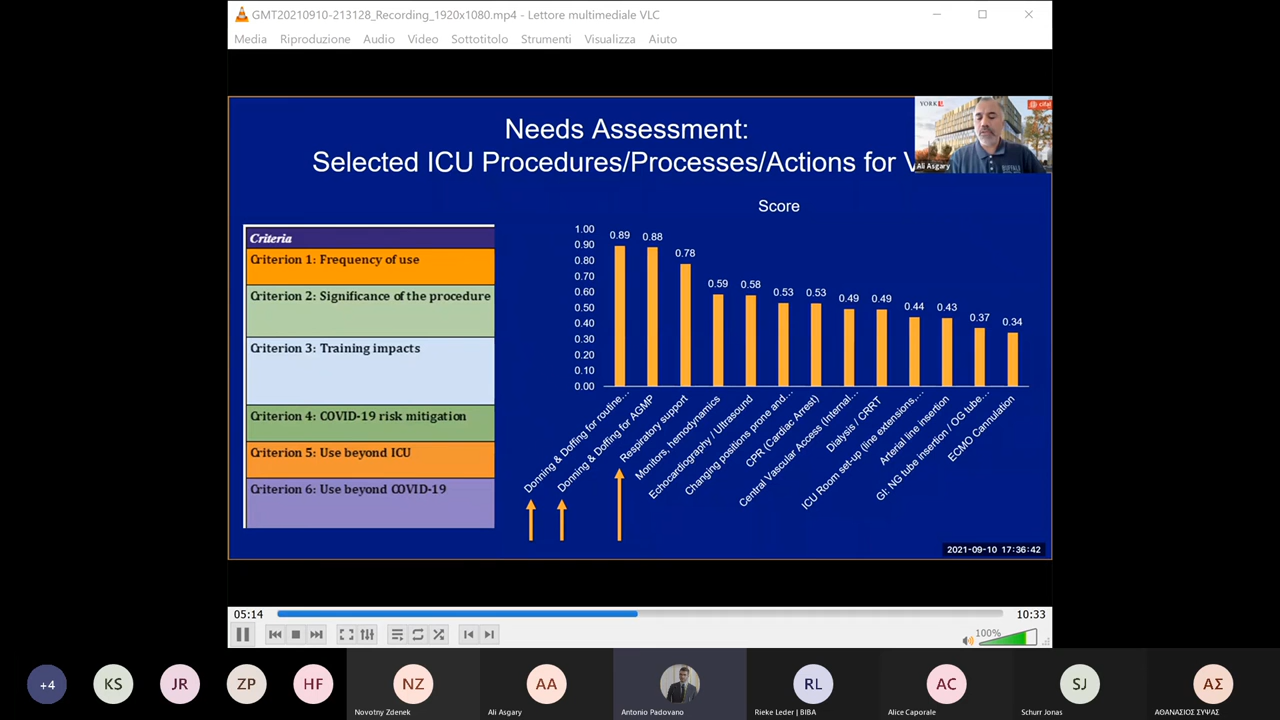 GMT20210910-213128_Recording_1920x1080.mp4 - Lettore multimediale VLC
Media Riproduzione Audio Video Sottotitolo Strumenti Visualizza Aiuto
Needs Assessment:
Selected ICU Procedures/Processes/Actions for V
YORK
cifal
Ali Asgary
Criteria
Criterion 1: Frequency of use
Criterion 2: Significance of the procedure
Criterion 3: Training impacts
Criterion 4: COVID-19 risk mitigation
Criterion 5: Use beyond ICU
Criterion 6: Use beyond COVID-19
Score
1.00
0.90
0.80
0.70
0.60
0.50
0.40
0.30
0.20
0.10
0.00
0.89
0.88
0.78
0.59
0.58
0.53
0.53
0.49
0.49
0.44
0.43
0.37
0.34
Donning & Doffing for routine...
Donning & Doffing for AGMP
Respiratory support
Monitors, hemodynamics
Echocardiography / Ultrasound
Changing positions prone and...
CPR (Cardiac Arrest)
Central Vascular Access (Internal...
Dialysis / CRRT
ICU Room set-up (line extensions,...
Arterial line insertion
GI: NG tube insertion / OG tube...
ECMO Cannulation
2021-09-10 17:36:42
05:14
10:33
100%
+4
KS
JR
ZP
HF
NZ
Novotny Zdenek
AA
Ali Asgary
Antonio Padovano
RL
Rieke Leder | BIBA
AC
Alice Caporale
SJ
Schurr Jonas
ΑΣ
ΑΘΑΝΑΣΙΟΣ ΣΥΨΑΣ